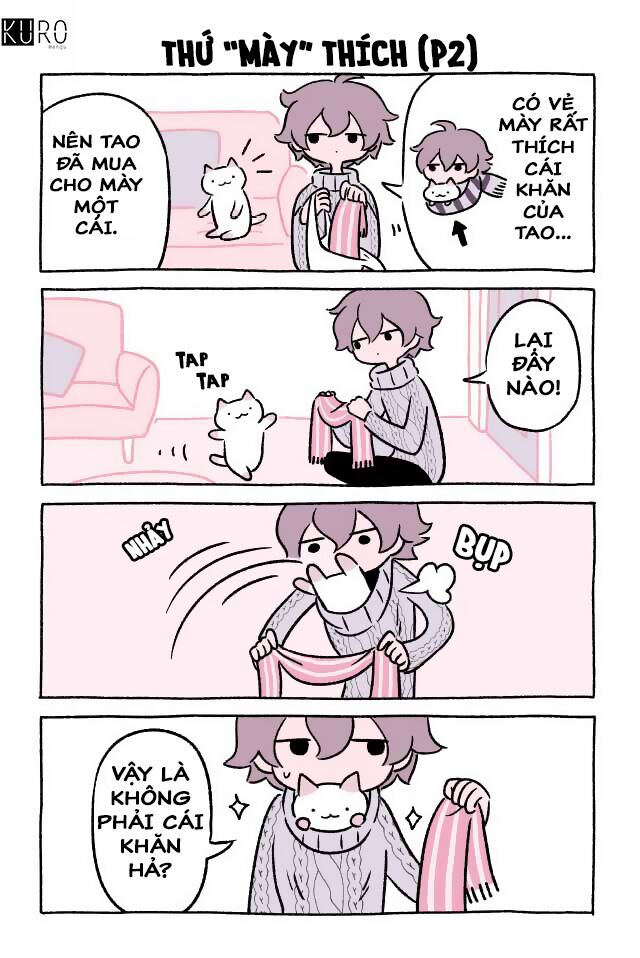 KURO
manga
THỨ "MÀY" THÍCH (P2)
CÓ VẺ
MÀY RẤT
THÍCH
CÁI
KHĂN
CỦA
TAO...
NÊN TAO
ĐÃ MUA
CHO MÀY
MỘT
CÁI.
LẠI
ĐÂY
NÀO!
TAP
TAP
NHẢY
BỤP
VẬY LÀ
KHÔNG
PHẢI CÁI
KHĂN
HẢ?